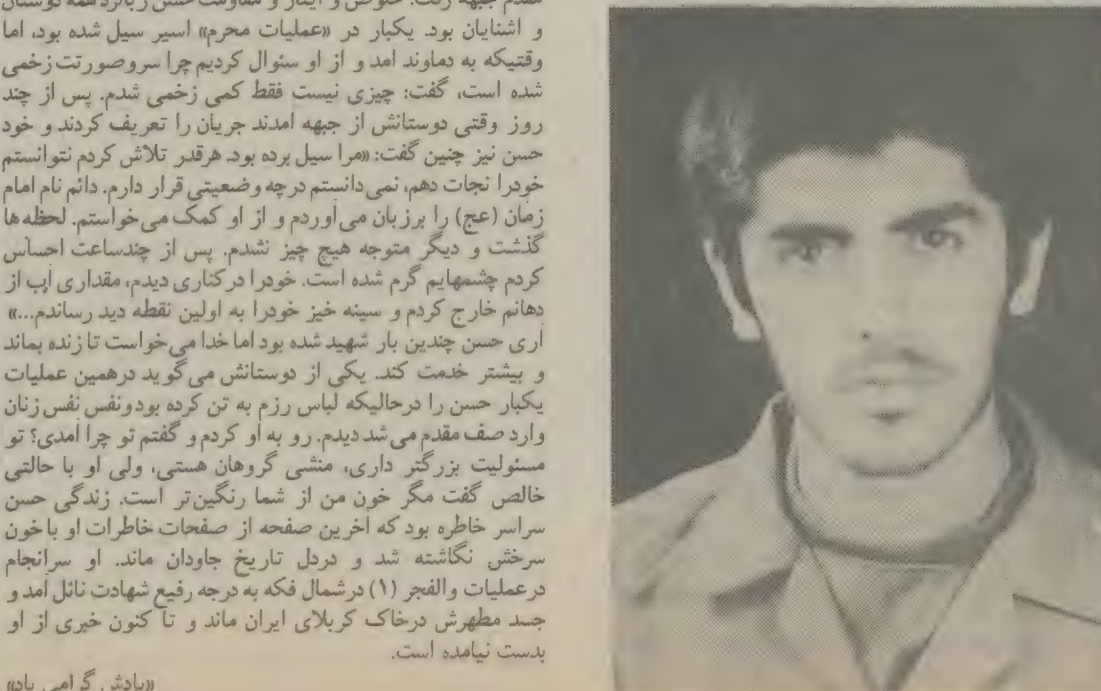 مقدم جبهه رفت. خلوص و ایثار و مقاومت حسن زبانزد همه دوستان
و اشنایان بود. یکبار در «عملیات محرم» اسیر سیل شده بود، اما
وقتیکه به دماوند امد و از او سئوال کردیم چرا سروصورتت زخمی
شده است، گفت: چیزی نیست فقط کمی زخمی شدم. پس از چند
روز وقتی دوستانش از جبهه امدند جریان را تعریف کردند و خود
حسن نیز چنین گفت: «مرا سیل برده بود. هرقدر تلاش کردم نتوانستم
خودرا نجات دهم، نمی‌دانستم درچه وضعیتی قرار دارم. دائم نام امام
زمان (عج) را برزبان می‌آوردم و از او کمک می‌خواستم. لحظه‌ها
گذشت و دیگر متوجه هیچ چیز نشدم. پس از چندساعت احساس
کردم چشمهایم گرم شده است. خودرا درکناری دیدم، مقداری آب از
دهانم خارج کردم و سینه خیز خودرا به اولین نقطه دید رساندم...»
اری حسن چندین بار شهید شده بود اما خدا می‌خواست تا زنده بماند
و بیشتر خدمت کند. یکی از دوستانش می‌گوید درهمین عملیات
یکبار حسن را درحالیکه لباس رزم به تن کرده بود ونفس نفس زنان
وارد صف مقدم می‌شد دیدم. رو به او کردم و گفتم تو چرا امدی؟ تو
مسئولیت بزرگتر داری، منشی گروهان هستی، ولی او با حالتی
خالص گفت مگر خون من از شما رنگین‌تر است. زندگی حسن
سراسر خاطره بود که اخرین صفحه از صفحات خاطرات او باخون
سرخش نگاشته شد و دردل تاریخ جاودان ماند. او سرانجام
درعملیات والفجر (۱) درشمال فکه به درجه رفیع شهادت نائل امد و
جسد مطهرش درخاک کربلای ایران ماند و تا کنون خبری از او
بدست نیامده است.
«یادش گرامی باد»